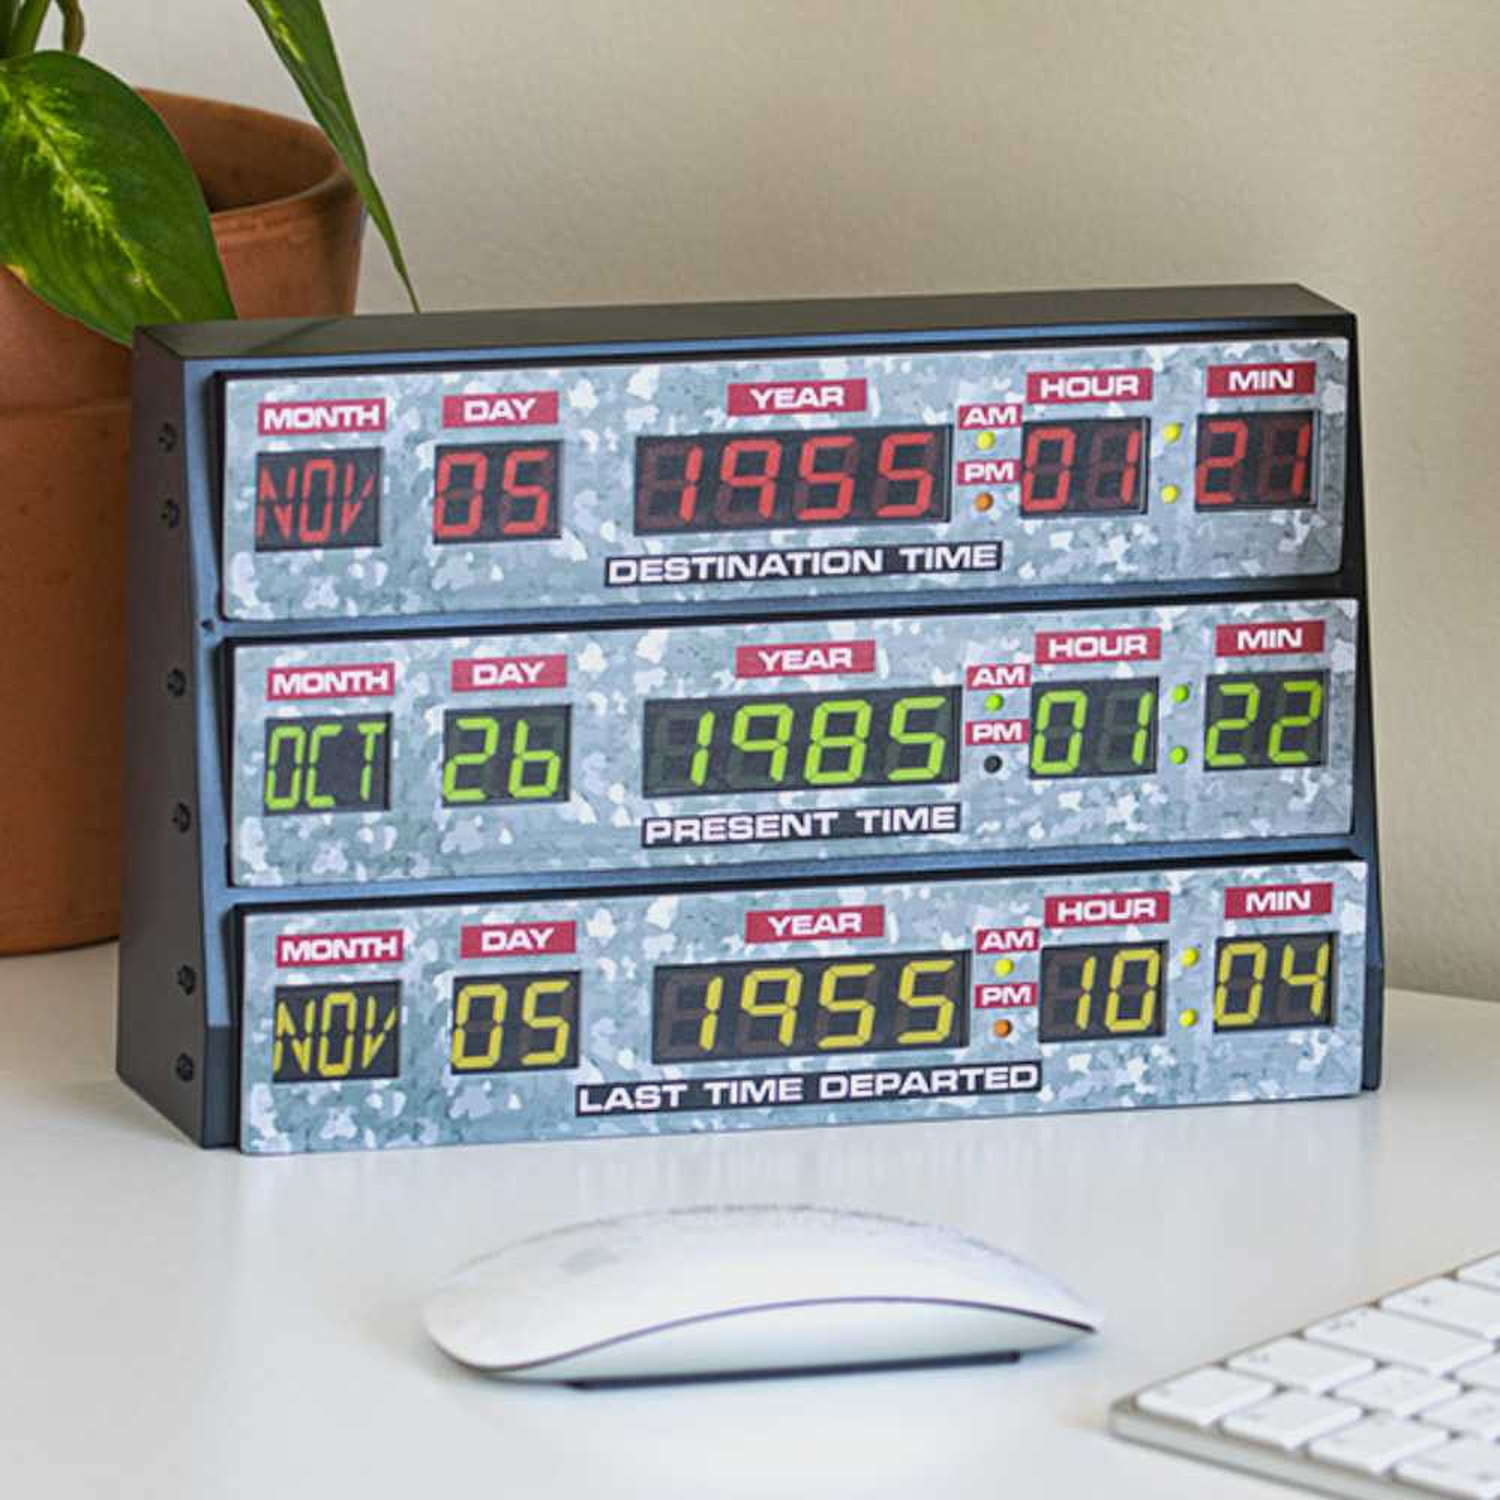 MONTH DAY YEAR AM PM HOUR MIN
NOV 05 1955 01 : 21
DESTINATION TIME
MONTH DAY YEAR AM PM HOUR MIN
OCT 26 1985 01 : 22
PRESENT TIME
MONTH DAY YEAR AM PM HOUR MIN
NOV 05 1955 10 : 04
LAST TIME DEPARTED